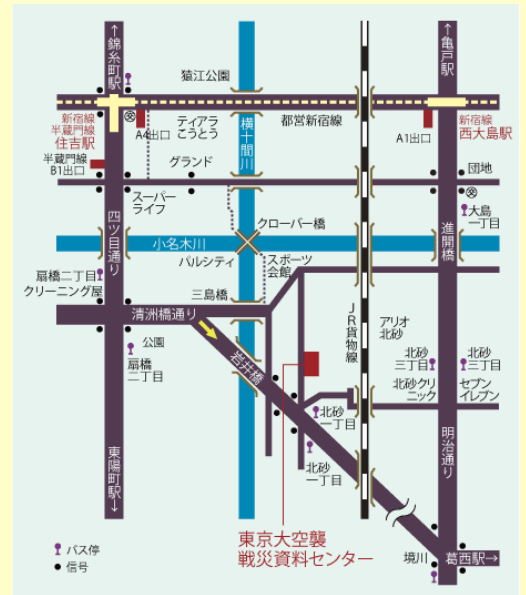 ↑錦糸町駅
↑亀戸駅
猿江公園
新宿線
半蔵門線
住吉駅
A4出口
ティアラ
こうとう
横十間川
都営新宿線
A1出口
新宿線
西大島駅
半蔵門線
B1出口
グランド
団地
スーパー
ライフ
大島
一丁目
四ツ目通り
クローバー橋
進開橋
小名木川
パルシティ
スポーツ
会館
扇橋二丁目
クリーニング屋
三島橋
清洲橋通り
JR貨物線
アリオ
北砂
公園
扇橋
二丁目
岩井橋
北砂
三丁目
北砂
三丁目
北砂クリ
ニック
セブン
イレブン
北砂
一丁目
北砂
一丁目
明治通り
東陽町駅↓
東京大空襲
戦災資料センター
バス停
信号
境川
葛西駅→